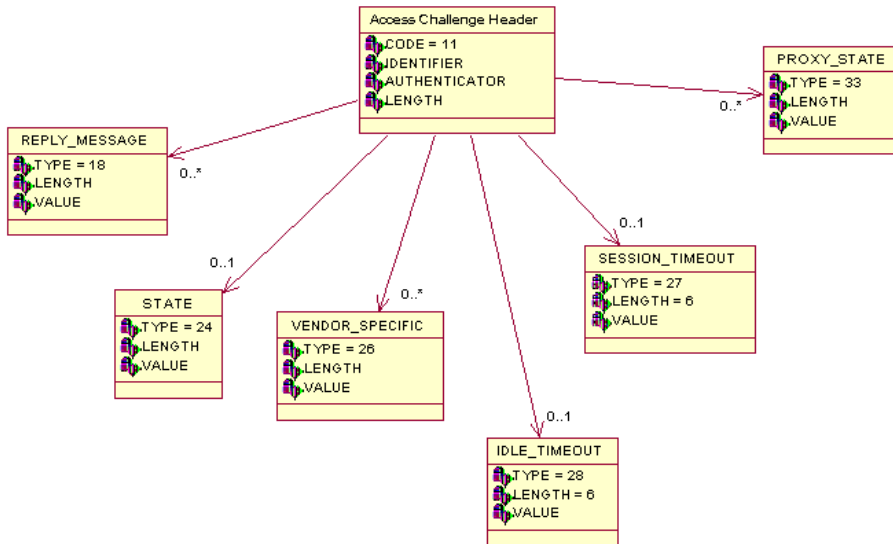 Access Challenge Header
CODE = 11
IDENTIFIER
AUTHENTICATOR
LENGTH
PROXY_STATE
TYPE = 33
LENGTH
VALUE
0..*
REPLY_MESSAGE
TYPE = 18
LENGTH
VALUE
0..*
0..1
STATE
TYPE = 24
LENGTH
VALUE
0..*
VENDOR_SPECIFIC
TYPE = 26
LENGTH
VALUE
0..1
SESSION_TIMEOUT
TYPE = 27
LENGTH = 6
VALUE
0..1
IDLE_TIMEOUT
TYPE = 28
LENGTH = 6
VALUE